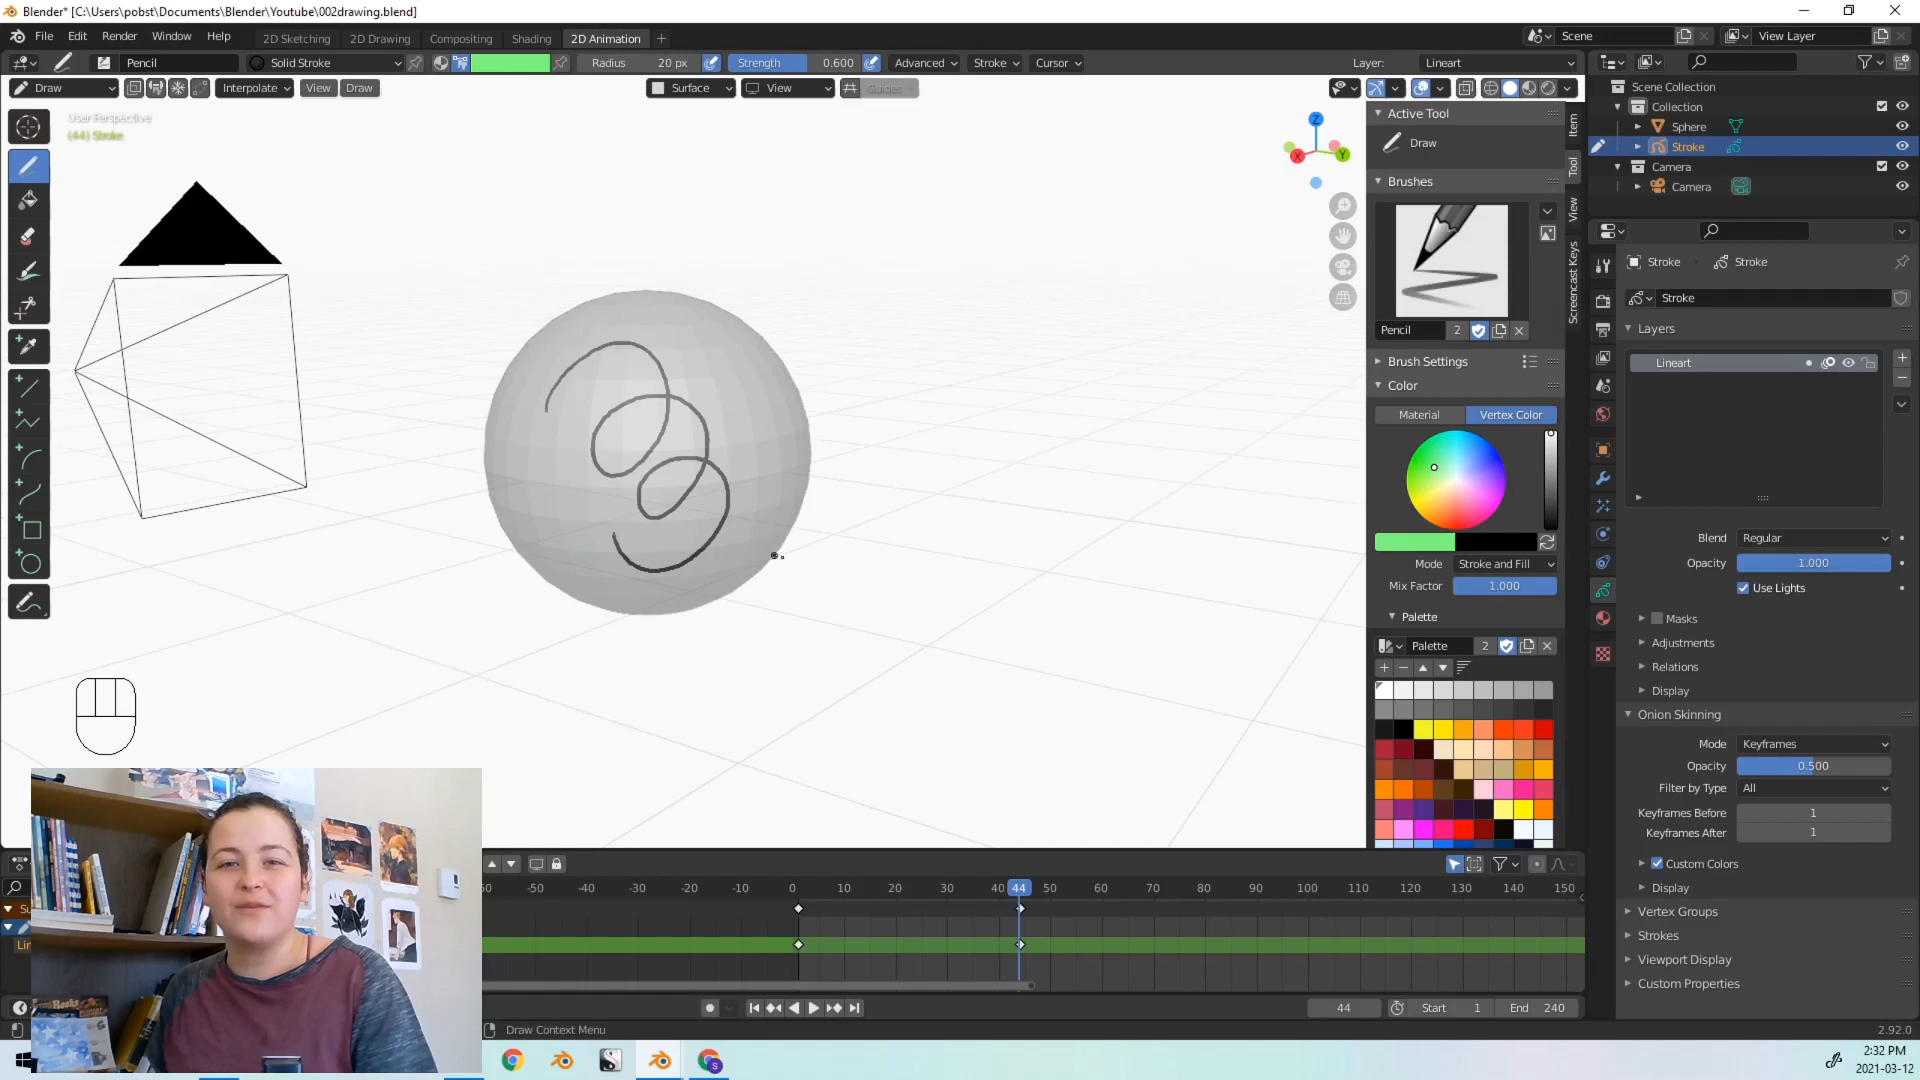 Blender* [C:\Users\pobst\Documents\Blender\Youtube\002drawing.blend]
File Edit Render Window Help 2D Sketching 2D Drawing Compositing Shading 2D Animation Scene View Layer
Pencil Solid Stroke Radius 20 px Strength 0.600 Advanced Stroke Cursor Layer: Lineart
Draw Interpolate View Draw Surface View Guides
User Perspective
(44) Stroke
Z
X
Y
Active Tool
Draw
Brushes
Pencil 2
Brush Settings
Color
Material Vertex Color
Mode Stroke and Fill
Mix Factor 1.000
Palette
Palette 2
Item
Tool
View
Screencast Keys
Scene Collection
Collection
Sphere
Stroke
Camera
Camera
Stroke Stroke
Stroke
Layers
Lineart
Blend Regular
Opacity 1.000
Use Lights
Masks
Adjustments
Relations
Display
Onion Skinning
Mode Keyframes
Opacity 0.500
Filter by Type All
Keyframes Before 1
Keyframes After 1
Custom Colors
Display
Vertex Groups
Strokes
Viewport Display
Custom Properties
-50 -40 -30 -20 -10 0 10 20 30 40 44 50 60 70 80 90 100 110 120 130 140 150
44 Start 1 End 240
Draw Context Menu
2.92.0
2:32 PM
2021-03-12